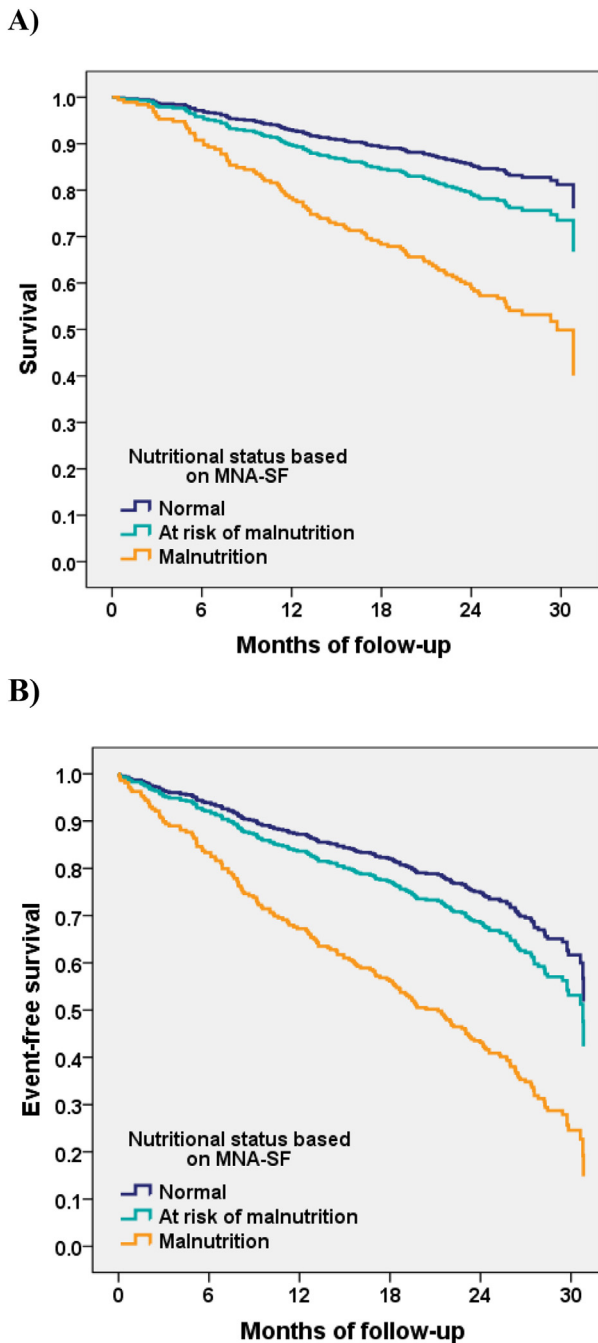 A)
1.0
0.9
0.8
0.7
0.6
0.5
0.4
0.3
0.2
0.1
0.0
Survival
Nutritional status based
on MNA-SF
Normal
At risk of malnutrition
Malnutrition
0 6 12 18 24 30
Months of folow-up
B)
1.0
0.9
0.8
0.7
0.6
0.5
0.4
0.3
0.2
0.1
0.0
Event-free survival
Nutritional status based
on MNA-SF
Normal
At risk of malnutrition
Malnutrition
0 6 12 18 24 30
Months of follow-up